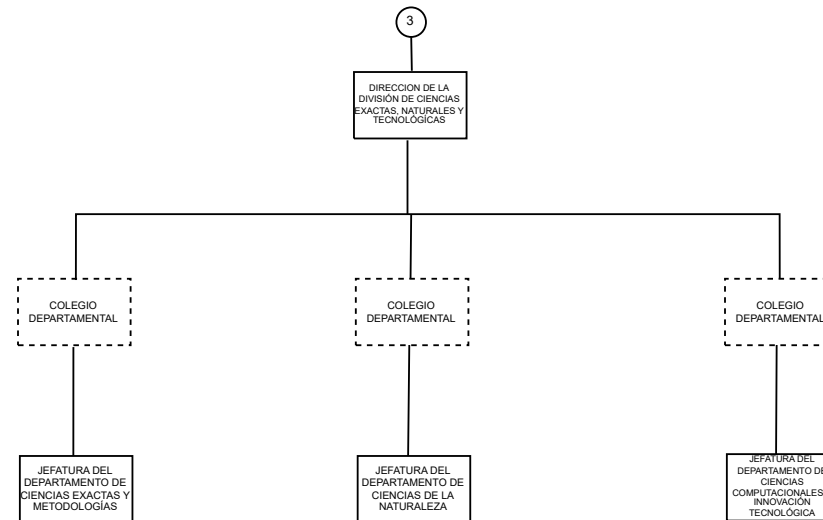 3
DIRECCION DE LA
DIVISIÓN DE CIENCIAS
EXACTAS, NATURALES Y
TECNOLÓGICAS
COLEGIO
DEPARTAMENTAL
COLEGIO
DEPARTAMENTAL
COLEGIO
DEPARTAMENTAL
JEFATURA DEL
DEPARTAMENTO DE
CIENCIAS EXACTAS Y
METODOLOGÍAS
JEFATURA DEL
DEPARTAMENTO DE
CIENCIAS DE LA
NATURALEZA
JEFATURA DEL
DEPARTAMENTO DE
CIENCIAS
COMPUTACIONALES
INNOVACIÓN
TECNOLÓGICA